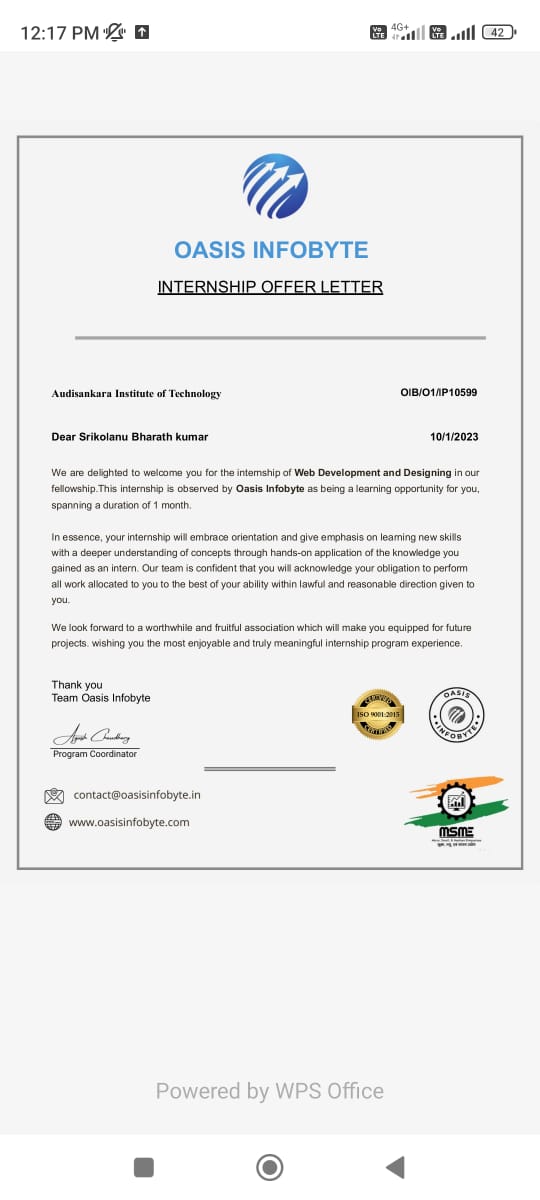 12:17 PM
Vo LTE 4G+ Vo LTE 42
OASIS INFOBYTE
INTERNSHIP OFFER LETTER
Audisankara Institute of Technology OIB/O1/IP10599
Dear Srikolanu Bharath kumar 10/1/2023
We are delighted to welcome you for the internship of Web Development and Designing in our
fellowship.This internship is observed by Oasis Infobyte as being a learning opportunity for you,
spanning a duration of 1 month.
In essence, your internship will embrace orientation and give emphasis on learning new skills
with a deeper understanding of concepts through hands-on application of the knowledge you
gained as an intern. Our team is confident that you will acknowledge your obligation to perform
all work allocated to you to the best of your ability within lawful and reasonable direction given to
you.
We look forward to a worthwhile and fruitful association which will make you equipped for future
projects. wishing you the most enjoyable and truly meaningful internship program experience.
Thank you
Team Oasis Infobyte
CERTIFIED
ISO 9001:2015
CERTIFIED
OASIS
INFOBYTE
Program Coordinator
contact@oasisinfobyte.in
www.oasisinfobyte.com
MSME
Powered by WPS Office